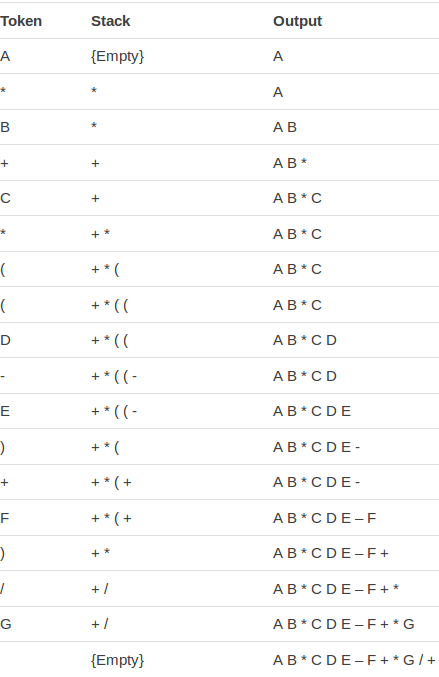 Token Stack Output
A {Empty} A
* * A
B * A B
+ + A B *
C + A B * C
* + * A B * C
( + * ( A B * C
( + * ( ( A B * C
D + * ( ( A B * C D
- + * ( ( - A B * C D
E + * ( ( - A B * C D E
) + * ( A B * C D E -
+ + * ( + A B * C D E -
F + * ( + A B * C D E – F
) + * A B * C D E – F +
/ + / A B * C D E – F + *
G + / A B * C D E – F + * G
{Empty} A B * C D E – F + * G / +